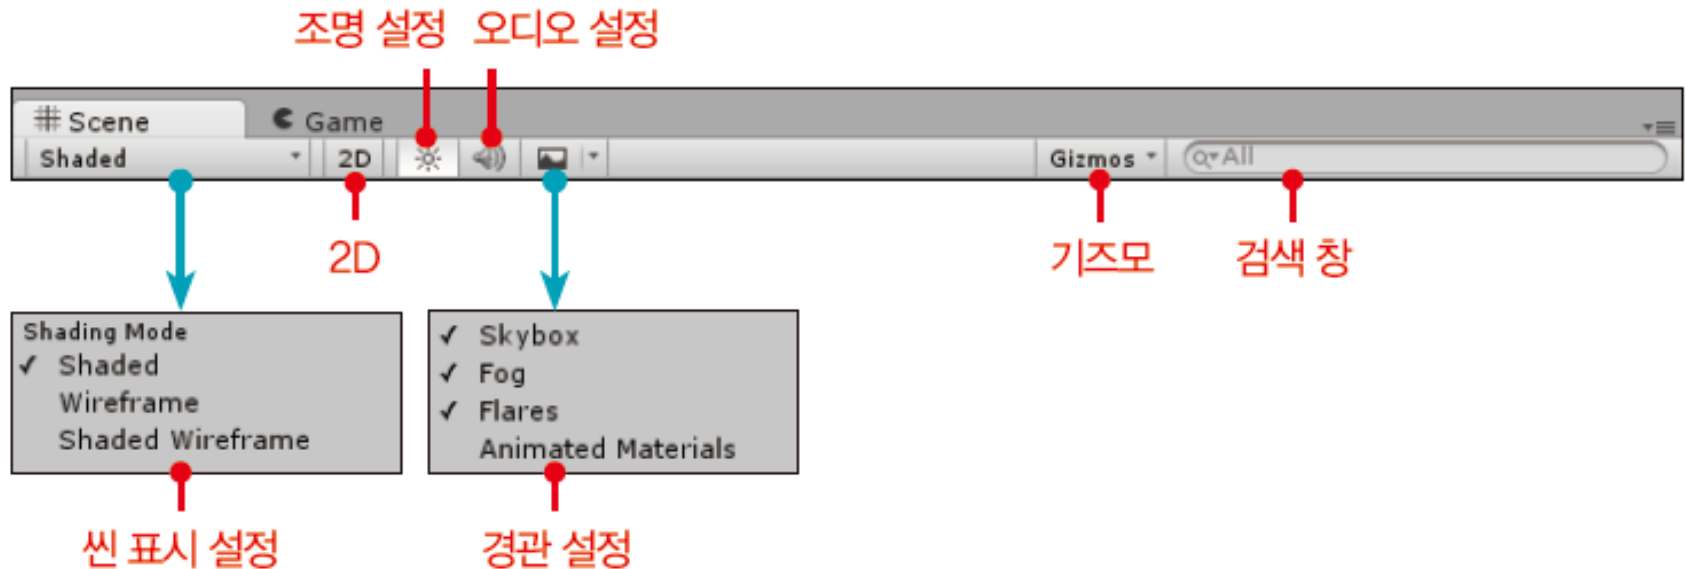 조명 설정 오디오 설정
Scene Game
Shaded 2D Gizmos All
2D 기즈모 검색 창
Shading Mode
✓ Shaded
Wireframe
Shaded Wireframe
✓ Skybox
✓ Fog
✓ Flares
Animated Materials
씬 표시 설정 경관 설정